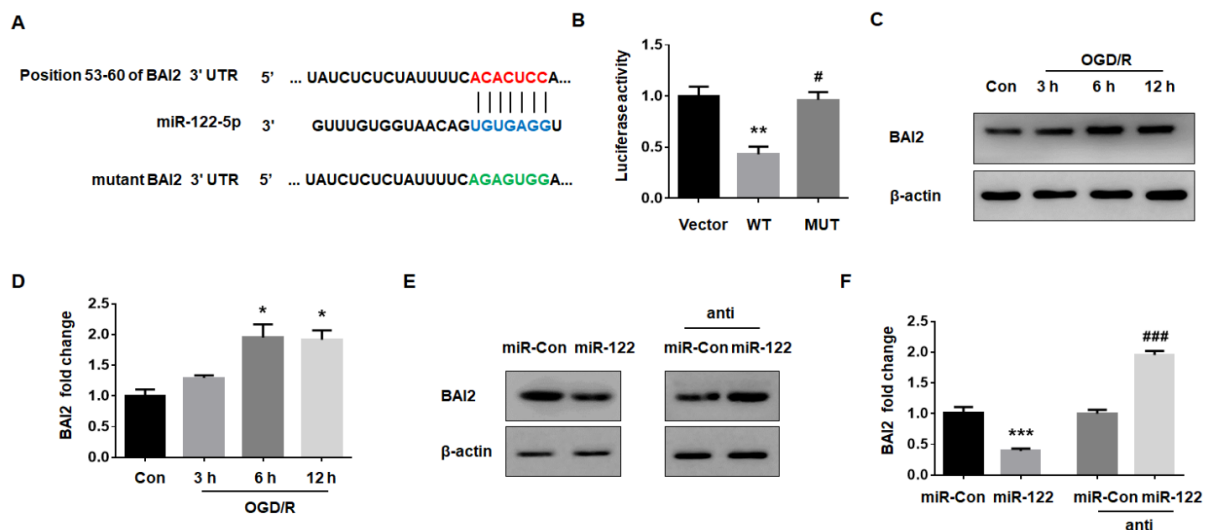 A
Position 53-60 of BAI2 3' UTR 5' ... UAUCUCUCUAUUUUCACACUCCA...
miR-122-5p 3' GUUUGUGGUAACAGUGUGAGGU
mutant BAI2 3' UTR 5' ... UAUCUCUCUAUUUUCAGAGUGGA...
B
Luciferase activity
1.5
1.0
0.5
0.0
**
#
Vector WT MUT
C
OGD/R
Con 3 h 6 h 12 h
BAI2
β-actin
D
BAI2 fold change
2.5
2.0
1.5
1.0
0.5
0.0
* *
Con 3 h 6 h 12 h
OGD/R
E
anti
miR-Con miR-122 miR-Con miR-122
BAI2
β-actin
F
BAI2 fold change
2.5
2.0
1.5
1.0
0.5
0.0
***
###
miR-Con miR-122 miR-Con miR-122
anti